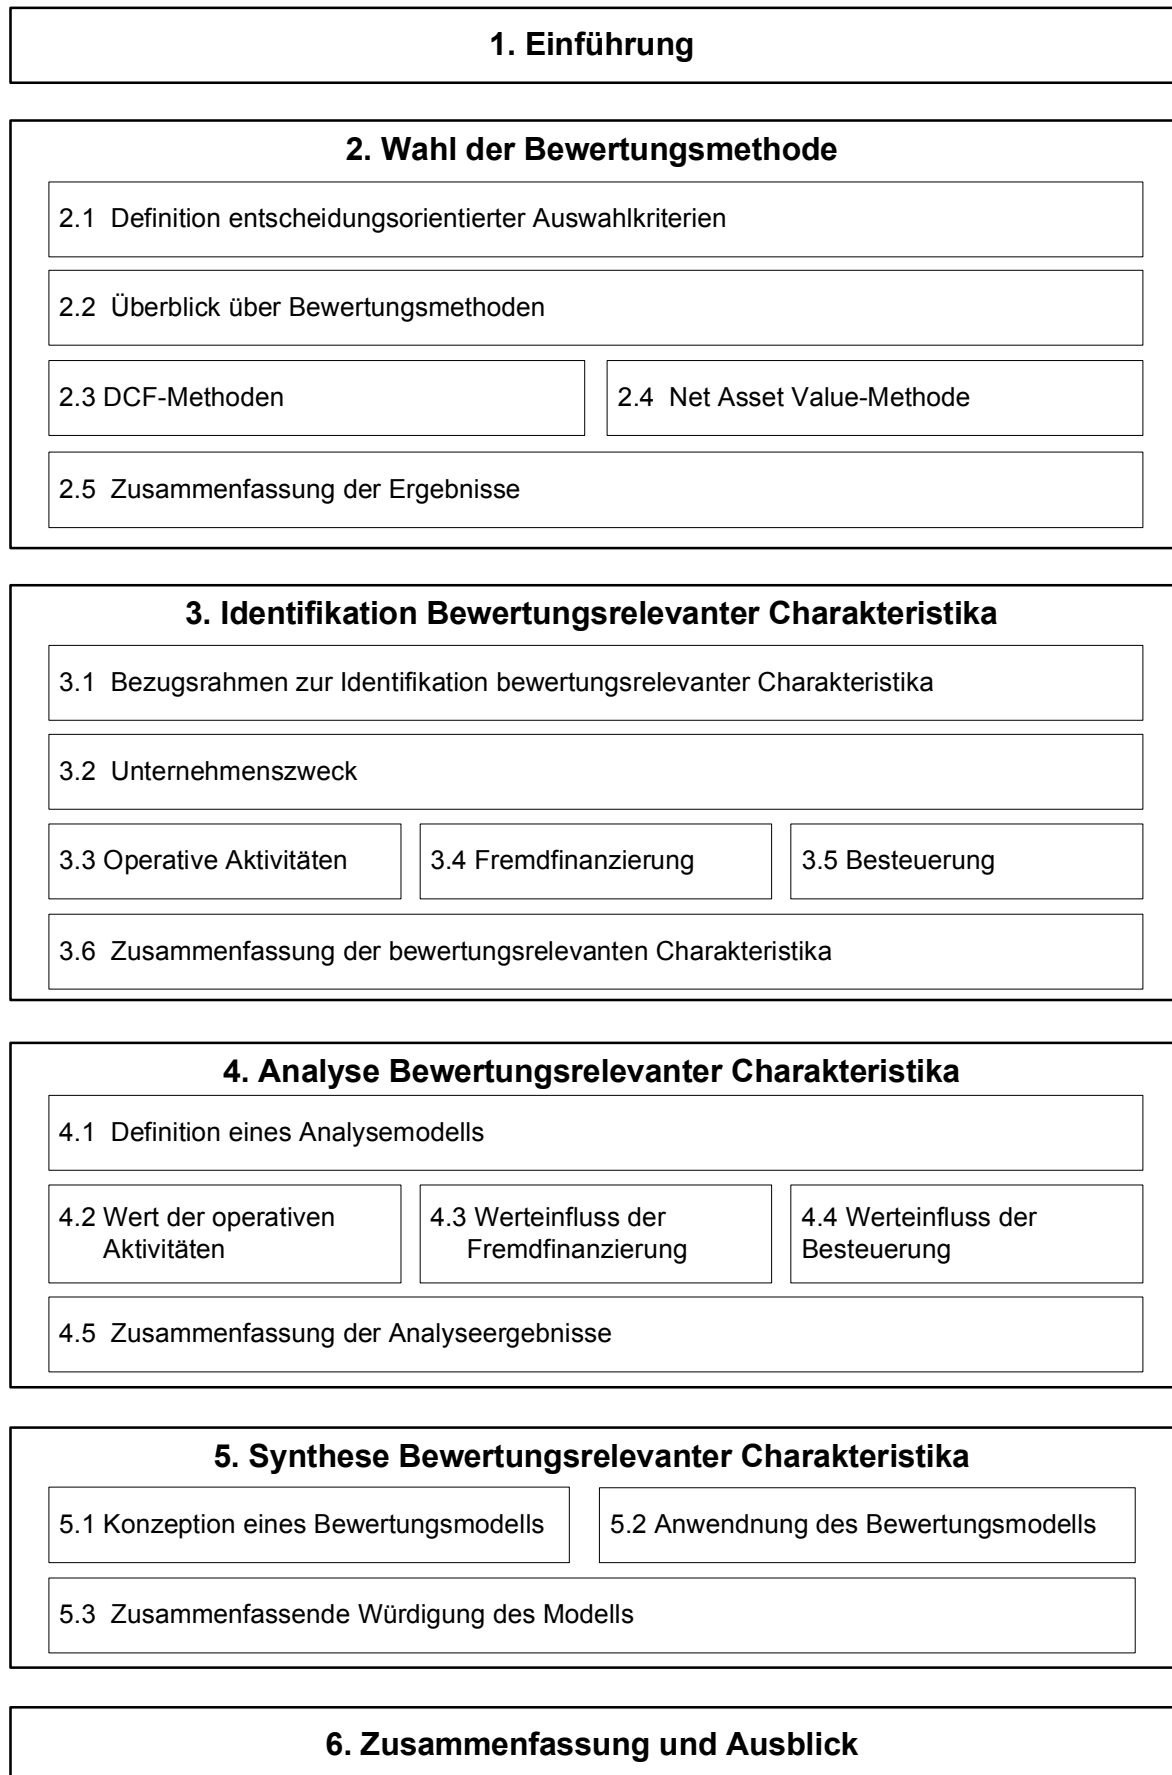 1. Einführung
2. Wahl der Bewertungsmethode
2.1 Definition entscheidungsorientierter Auswahlkriterien
2.2 Überblick über Bewertungsmethoden
2.3 DCF-Methoden
2.4 Net Asset Value-Methode
2.5 Zusammenfassung der Ergebnisse
3. Identifikation Bewertungsrelevanter Charakteristika
3.1 Bezugsrahmen zur Identifikation bewertungsrelevanter Charakteristika
3.2 Unternehmenszweck
3.3 Operative Aktivitäten
3.4 Fremdfinanzierung
3.5 Besteuerung
3.6 Zusammenfassung der bewertungsrelevanten Charakteristika
4. Analyse Bewertungsrelevanter Charakteristika
4.1 Definition eines Analysemodells
4.2 Wert der operativen
Aktivitäten
4.3 Werteinfluss der
Fremdfinanzierung
4.4 Werteinfluss der
Besteuerung
4.5 Zusammenfassung der Analyseergebnisse
5. Synthese Bewertungsrelevanter Charakteristika
5.1 Konzeption eines Bewertungsmodells
5.2 Anwendnung des Bewertungsmodells
5.3 Zusammenfassende Würdigung des Modells
6. Zusammenfassung und Ausblick